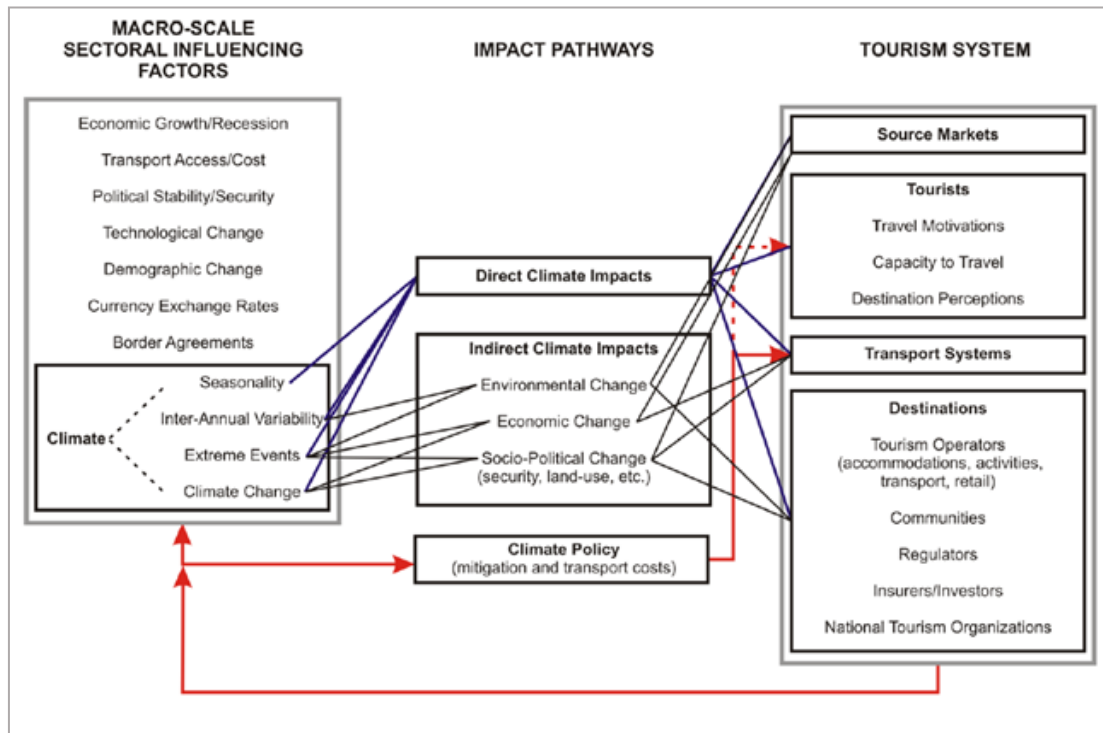 MACRO-SCALE
SECTORAL INFLUENCING
FACTORS
Economic Growth/Recession
Transport Access/Cost
Political Stability/Security
Technological Change
Demographic Change
Currency Exchange Rates
Border Agreements
Climate
Seasonality
Inter-Annual Variability
Extreme Events
Climate Change
IMPACT PATHWAYS
Direct Climate Impacts
Indirect Climate Impacts
Environmental Change
Economic Change
Socio-Political Change
(security, land-use, etc.)
Climate Policy
(mitigation and transport costs)
TOURISM SYSTEM
Source Markets
Tourists
Travel Motivations
Capacity to Travel
Destination Perceptions
Transport Systems
Destinations
Tourism Operators
(accommodations, activities,
transport, retail)
Communities
Regulators
Insurers/Investors
National Tourism Organizations